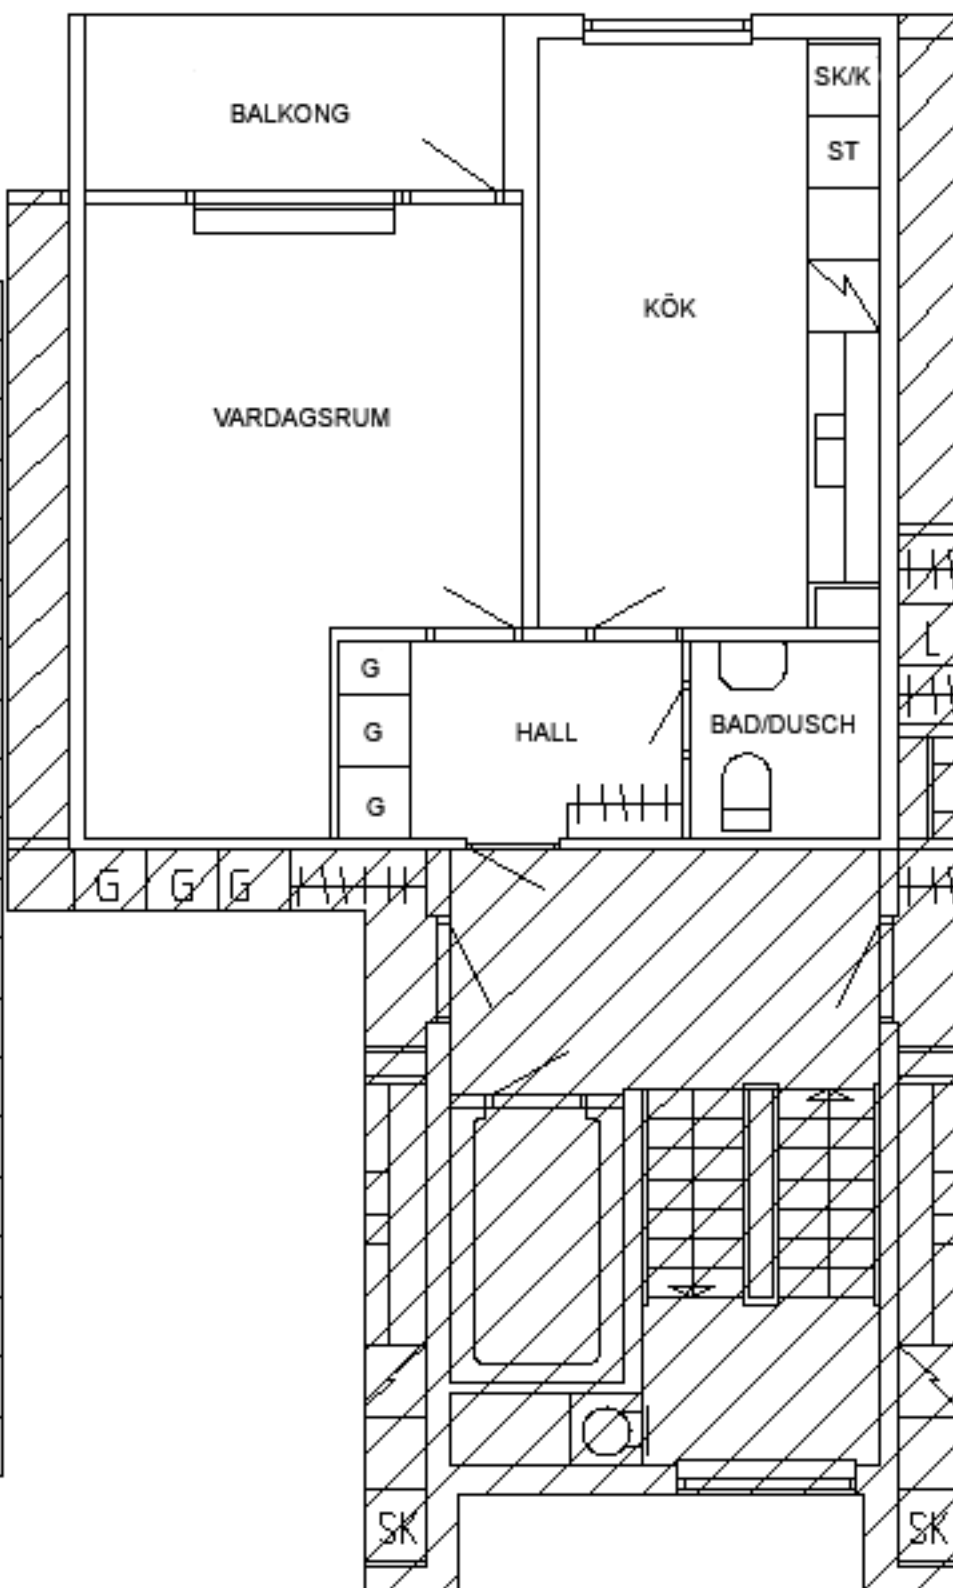 SK/K
BALKONG
ST
KÖK
VARDAGSRUM
L
G
G
HALL
BAD/DUSCH
G
G
G
G
SK
SK